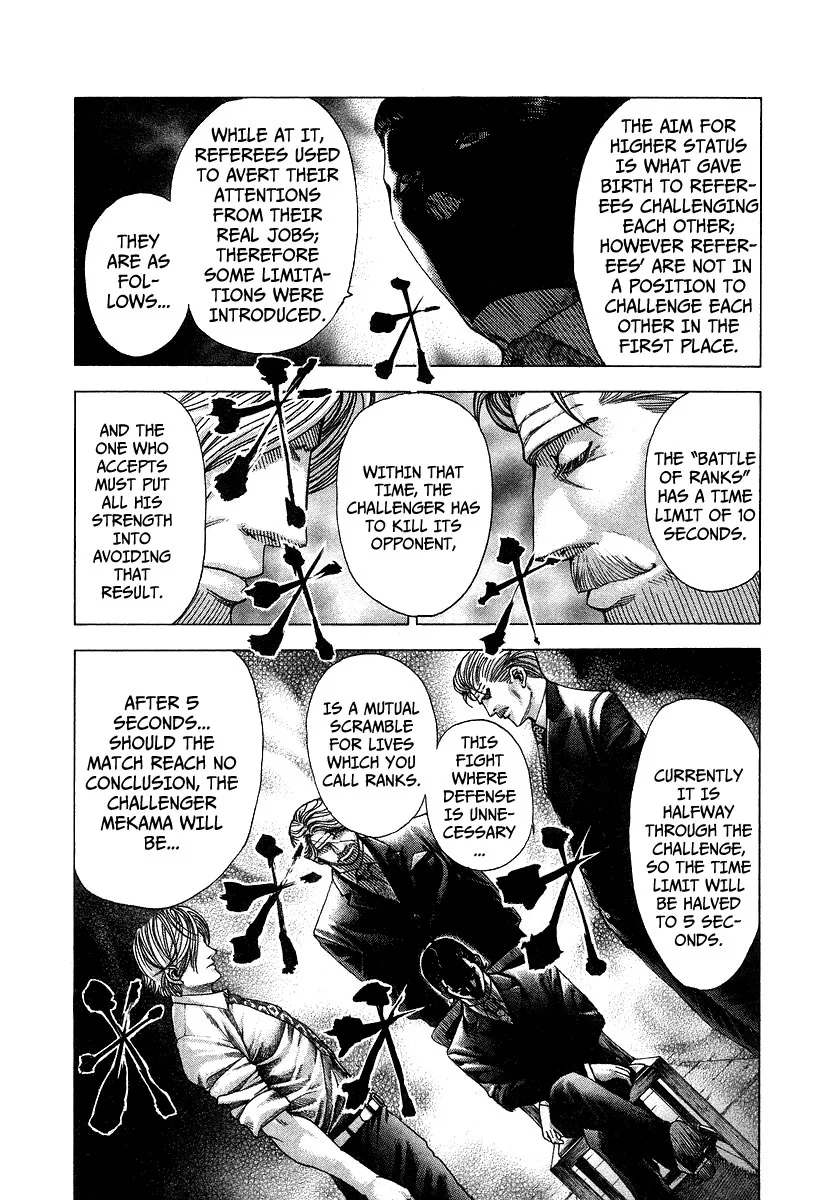 THE AIM FOR
HIGHER STATUS
IS WHAT GAVE
BIRTH TO REFER-
EES CHALLENGING
EACH OTHER;
HOWEVER REFER-
EES' ARE NOT IN
A POSITION TO
CHALLENGE EACH
OTHER IN THE
FIRST PLACE.
WHILE AT IT,
REFEREES USED
TO AVERT THEIR
ATTENTIONS
FROM THEIR
REAL JOBS;
THEREFORE
SOME LIMITA-
TIONS WERE
INTRODUCED.
THEY
ARE AS
FOL-
LOWS...
THE "BATTLE
OF RANKS"
HAS A TIME
LIMIT OF 10
SECONDS.
WITHIN THAT
TIME, THE
CHALLENGER HAS
TO KILL ITS
OPPONENT,
AND THE
ONE WHO
ACCEPTS
MUST PUT
ALL HIS
STRENGTH
INTO
AVOIDING
THAT
RESULT.
CURRENTLY
IT IS
HALFWAY
THROUGH THE
CHALLENGE,
SO THE TIME
LIMIT WILL
BE HALVED
TO 5 SEC-
ONDS.
THIS
FIGHT
WHERE
DEFENSE
IS UNNE-
CESSARY
...
IS A MUTUAL
SCRAMBLE
FOR LIVES
WHICH YOU
CALL RANKS.
AFTER 5
SECONDS...
SHOULD THE
MATCH REACH NO
CONCLUSION, THE
CHALLENGER
MEKAMA WILL
BE...